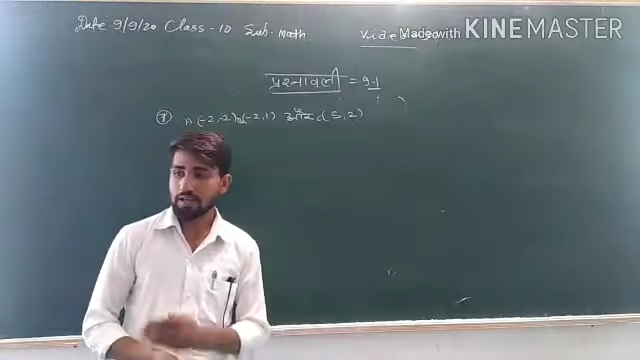 Date 9/9/20 Class - 10 Sub. Math
Made with KINEMASTER
प्रश्नावली = 9.1
(7) A(-2,-2) B(-2,1) और C(5,2)